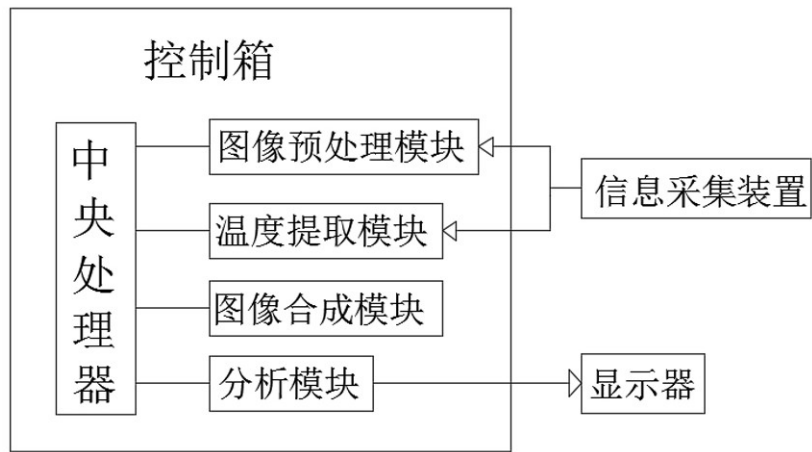 控制箱
中央处理器
图像预处理模块
温度提取模块
图像合成模块
分析模块
信息采集装置
显示器